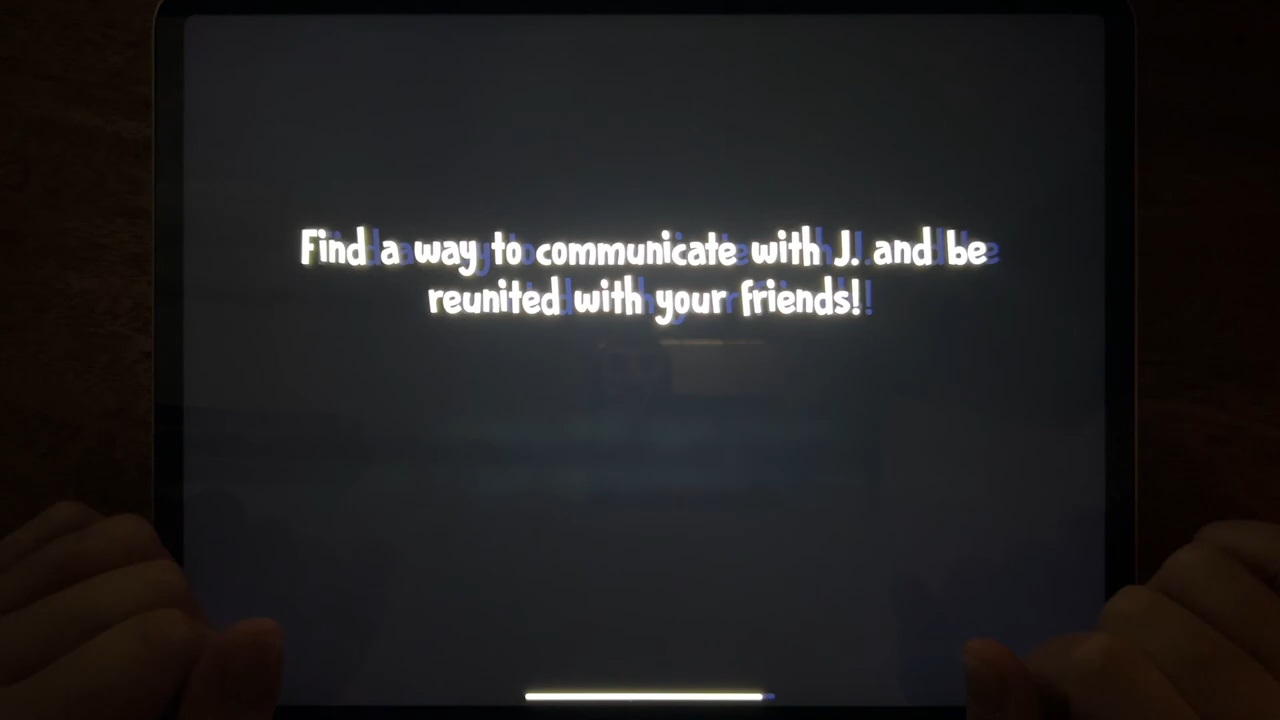 Find a way to communicate with J. and be
reunited with your friends!